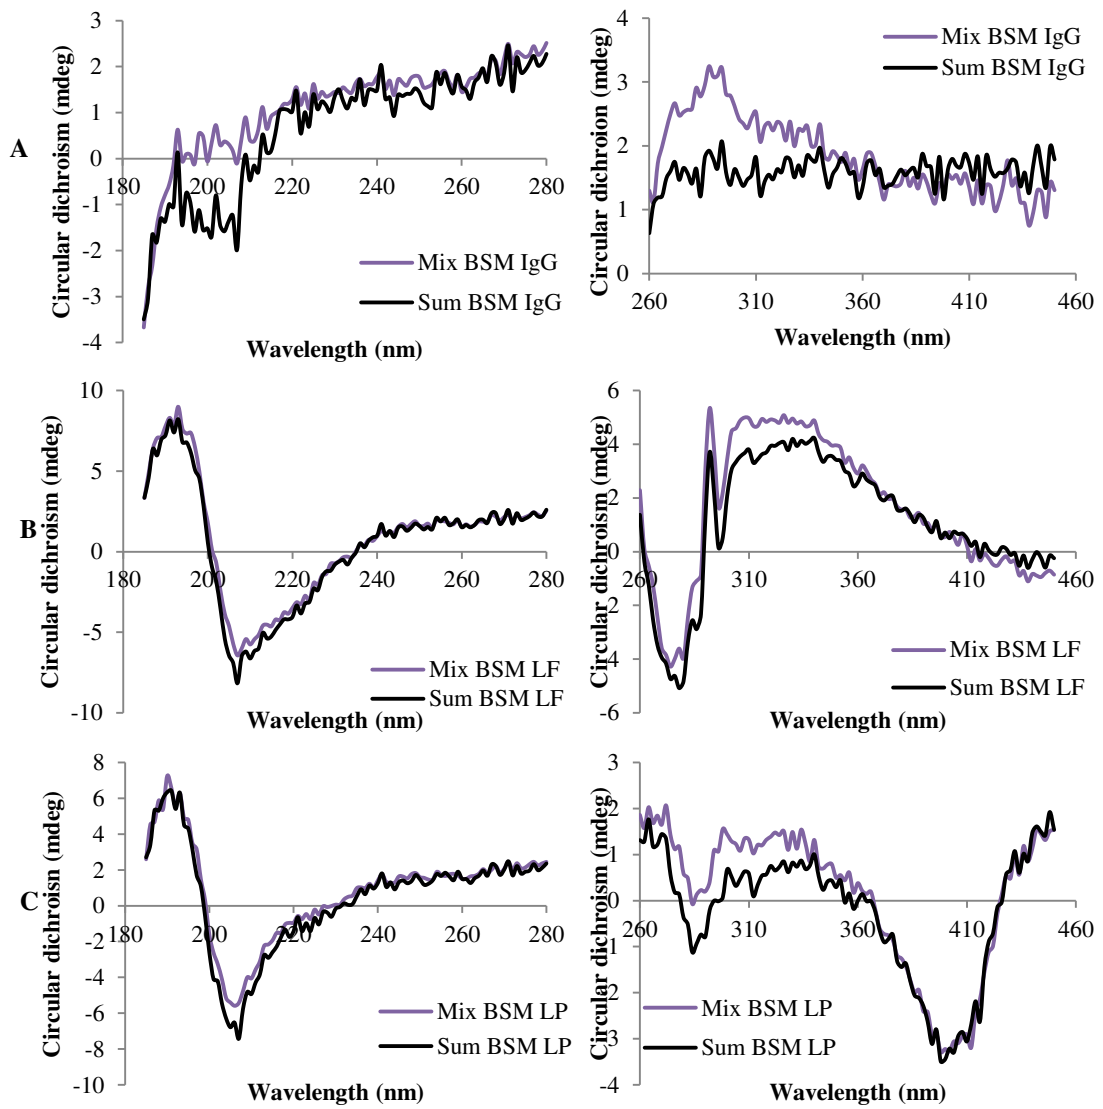 A
Circular dichroism (mdeg)
3
2
1
0
-1
-2
-3
-4
180
200
220
240
260
280
Mix BSM IgG
Sum BSM IgG
Wavelength (nm)
Circular dichroion (mdeg)
4
3
2
1
0
260
310
360
410
460
Mix BSM IgG
Sum BSM IgG
Wavelength (nm)
B
Circular dichroism (mdeg)
10
5
0
-5
-10
180
200
220
240
260
280
Mix BSM LF
Sum BSM LF
Wavelength (nm)
Circular dichroism (mdeg)
6
4
2
0
-2
-4
-6
260
310
360
410
460
Mix BSM LF
Sum BSM LF
Wavelength (nm)
C
Circular dichroisn (mdeg)
8
6
4
2
0
-2
-4
-6
-8
-10
180
200
220
240
260
280
Mix BSM LP
Sum BSM LP
Wavelength (nm)
Circular dichroism (mdeg)
3
2
1
0
-1
-2
-3
-4
260
310
360
410
460
Mix BSM LP
Sum BSM LP
Wavelength (nm)